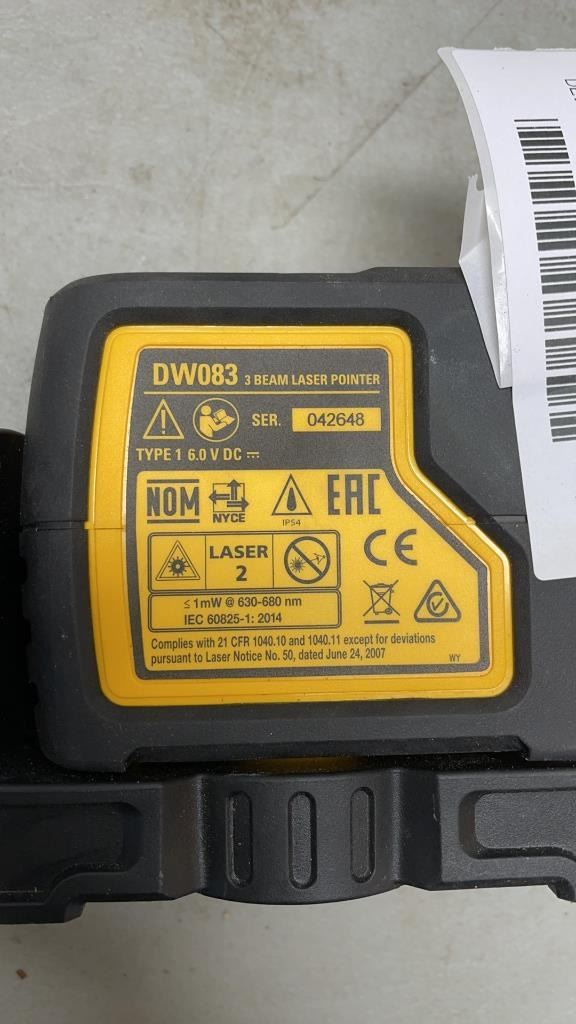 DW083 3 BEAM LASER POINTER
SER. 042648
TYPE 1 6.0 V DC ⎓
NOM NYCE IP54 EAC
LASER
2
CE
≤ 1mW @ 630-680 nm
IEC 60825-1: 2014
Complies with 21 CFR 1040.10 and 1040.11 except for deviations
pursuant to Laser Notice No. 50, dated June 24, 2007
WY